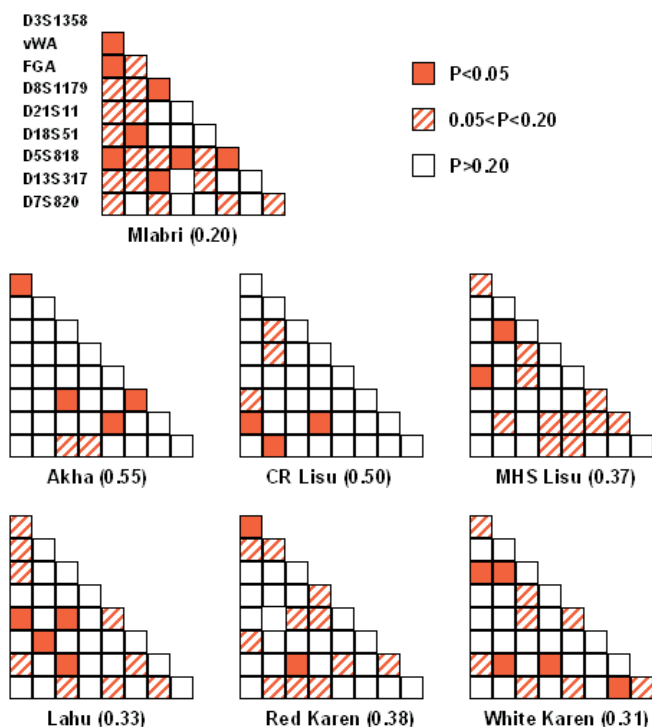 D3S1358
vWA
FGA
D8S1179
D21S11
D18S51
D5S818
D13S317
D7S820
P<0.05
0.05<P<0.20
P>0.20
Mlabri (0.20)
Akha (0.55)
CR Lisu (0.50)
MHS Lisu (0.37)
Lahu (0.33)
Red Karen (0.38)
White Karen (0.31)